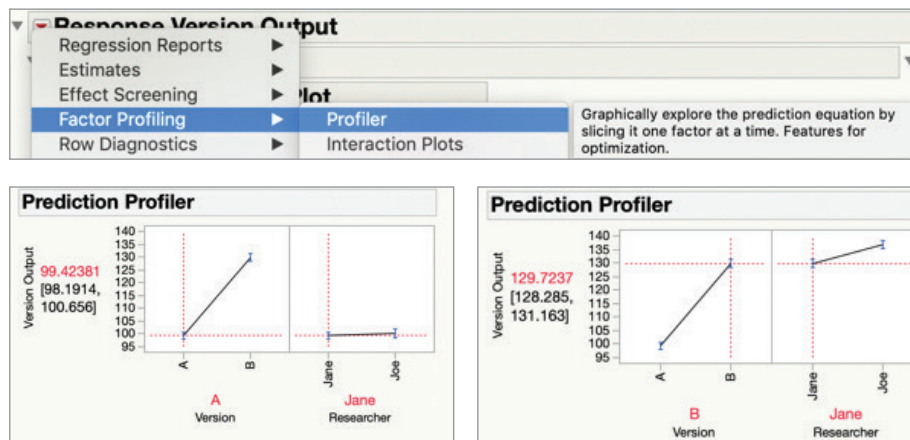 Response Version Output
Regression Reports
Estimates
Effect Screening
Plot
Factor Profiling
Profiler
Row Diagnostics
Interaction Plots
Graphically explore the prediction equation by
slicing it one factor at a time. Features for
optimization.
Prediction Profiler
Version Output
99.42381
[98.1914,
100.656]
140
135
130
125
120
115
110
105
100
95
A
B
Jane
Joe
A
Version
Jane
Researcher
Prediction Profiler
Version Output
129.7237
[128.285,
131.163]
140
135
130
125
120
115
110
105
100
95
A
B
Jane
Joe
B
Version
Jane
Researcher